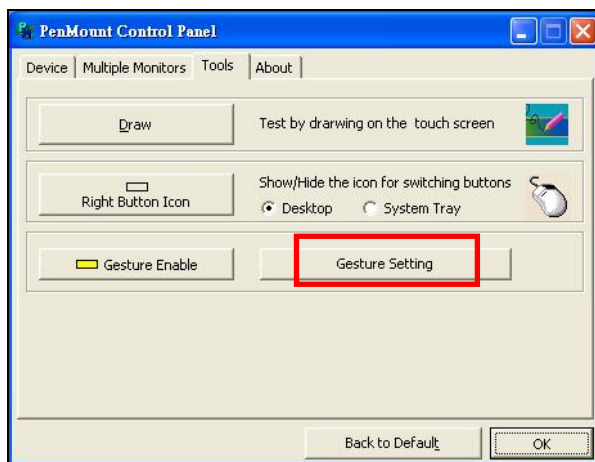 PenMount Control Panel
Device Multiple Monitors Tools About
Draw Test by drarwing on the touch screen
Show/Hide the icon for switching buttons
Right Button Icon Desktop System Tray
Gesture Enable Gesture Setting
Back to Default OK